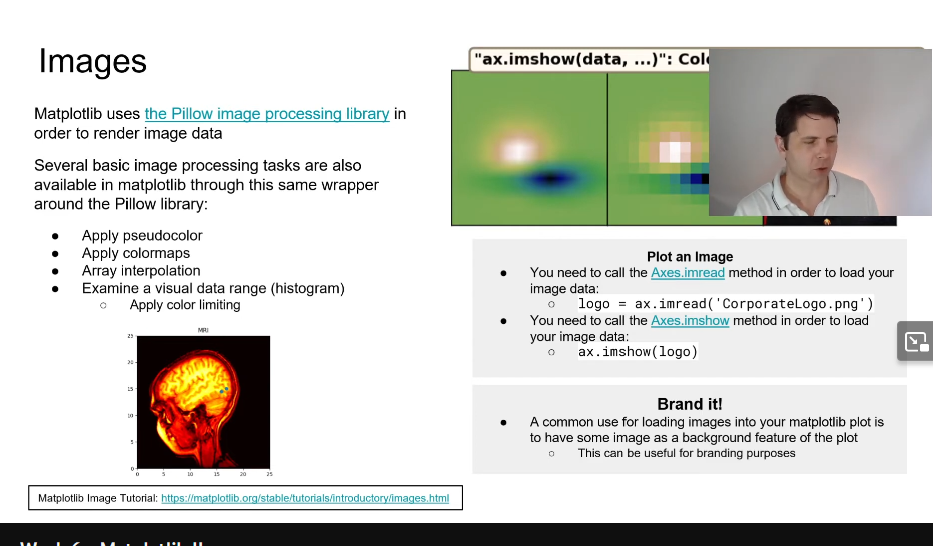 Images
Matplotlib uses the Pillow image processing library in
order to render image data
Several basic image processing tasks are also
available in matplotlib through this same wrapper
around the Pillow library:
● Apply pseudocolor
● Apply colormaps
● Array interpolation
● Examine a visual data range (histogram)
○ Apply color limiting
MRI
25
20
15
10
5
0
0 5 10 15 20 25
Matplotlib Image Tutorial: https://matplotlib.org/stable/tutorials/introductory/images.html
"ax.imshow(data, ...)":
Plot an Image
● You need to call the Axes.imread method in order to load your
image data:
○ logo = ax.imread('CorporateLogo.png')
● You need to call the Axes.imshow method in order to load
your image data:
○ ax.imshow(logo)
Brand it!
● A common use for loading images into your matplotlib plot is
to have some image as a background feature of the plot
○ This can be useful for branding purposes